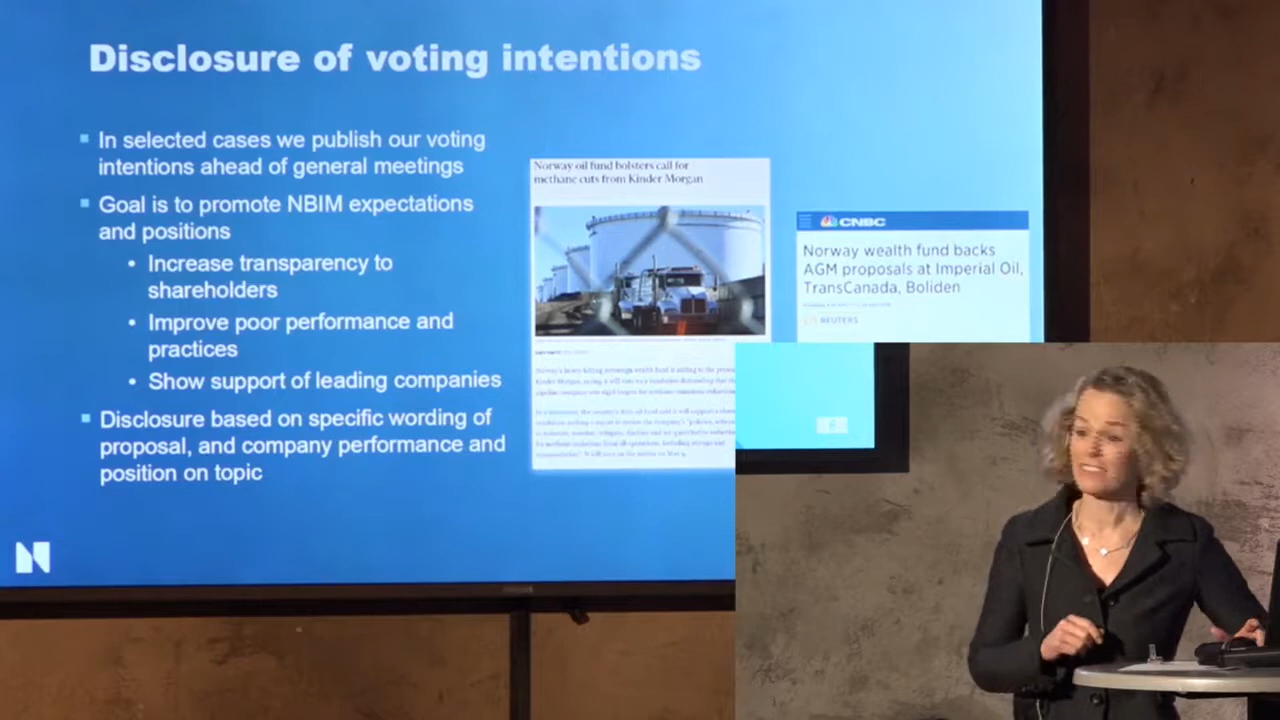 Disclosure of voting intentions
In selected cases we publish our voting
intentions ahead of general meetings
Goal is to promote NBIM expectations
and positions
Increase transparency to
shareholders
Improve poor performance and
practices
Show support of leading companies
Disclosure based on specific wording of
proposal, and company performance and
position on topic
N
Norway oil fund bolsters call for
methane cuts from Kinder Morgan
CNBC
Norway wealth fund backs
AGM proposals at Imperial Oil,
TransCanada, Boliden
REUTERS